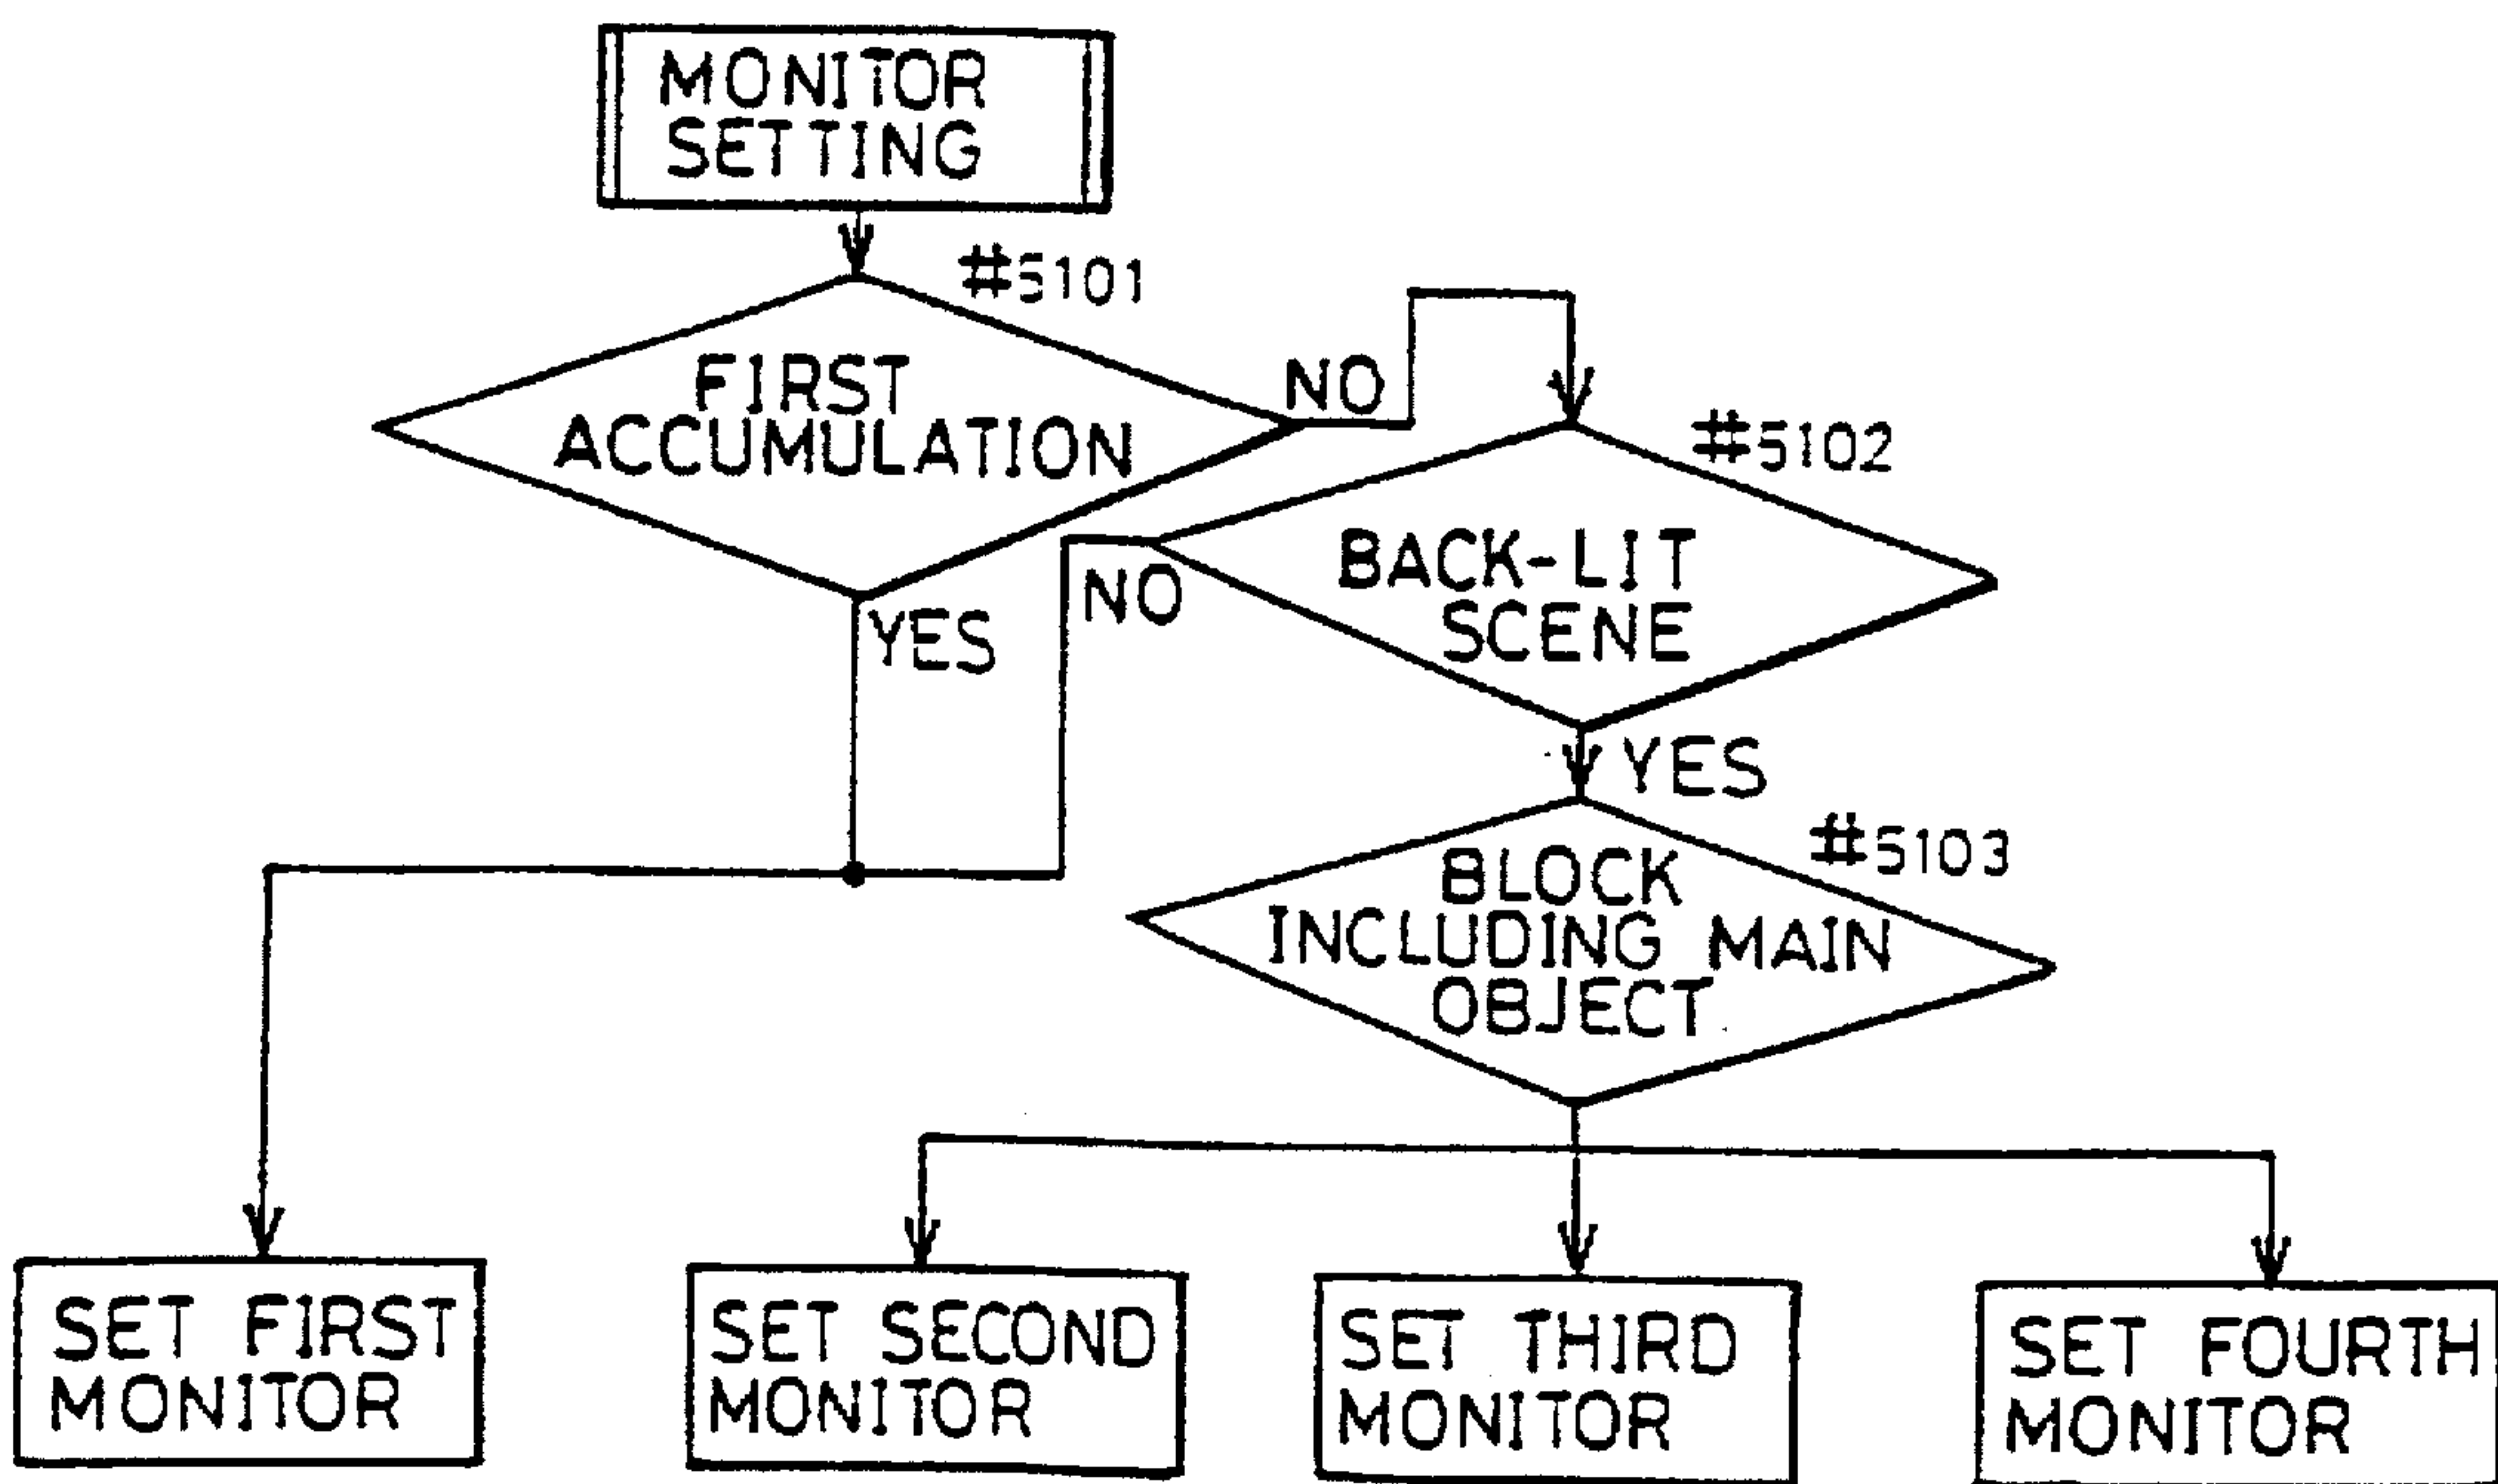 MONITOR
SETTING
#5101
FIRST
ACCUMULATION
NO
#5102
BACK-LIT
SCENE
NO
YES
YES
#5103
BLOCK
INCLUDING MAIN
OBJECT
SET FIRST
MONITOR
SET SECOND
MONITOR
SET THIRD
MONITOR
SET FOURTH
MONITOR